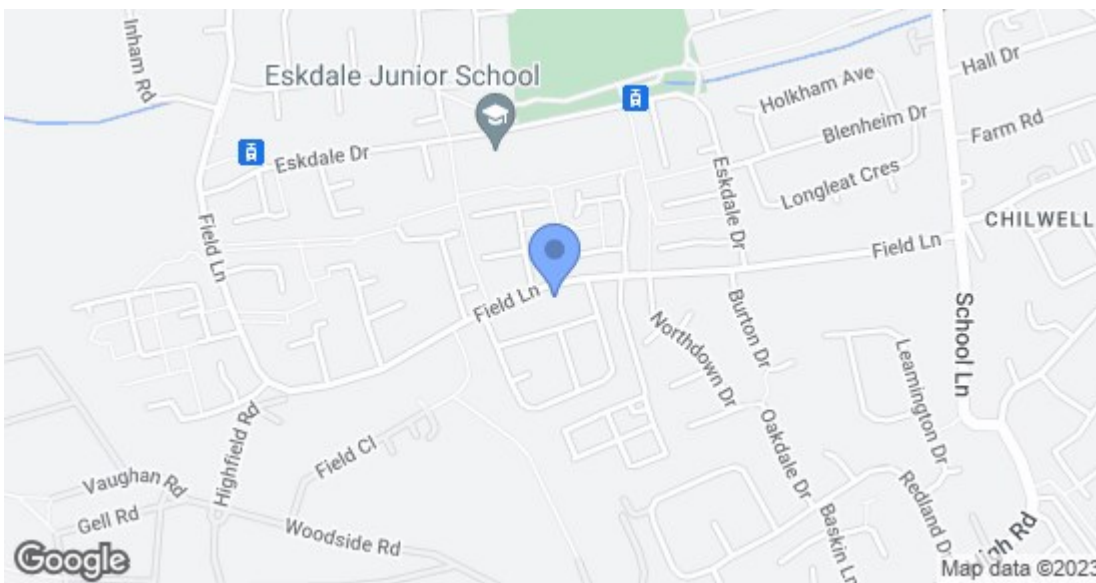 Inham Rd
Eskdale Junior School
Hall Dr
Holkham Ave
Farm Rd
Blenheim Dr
Eskdale Dr
Longleat Cres
Eskdale Dr
CHILWELL
Field Ln
Field Ln
Field Ln
School Ln
Burton Dr
Northdown Dr
Leamington Dr
Highfield Rd
Oakdale Dr
Field Cl
Vaughan Rd
Redland Dr
Gell Rd
Baskin Ln
High Rd
Woodside Rd
Google
Map data ©2023